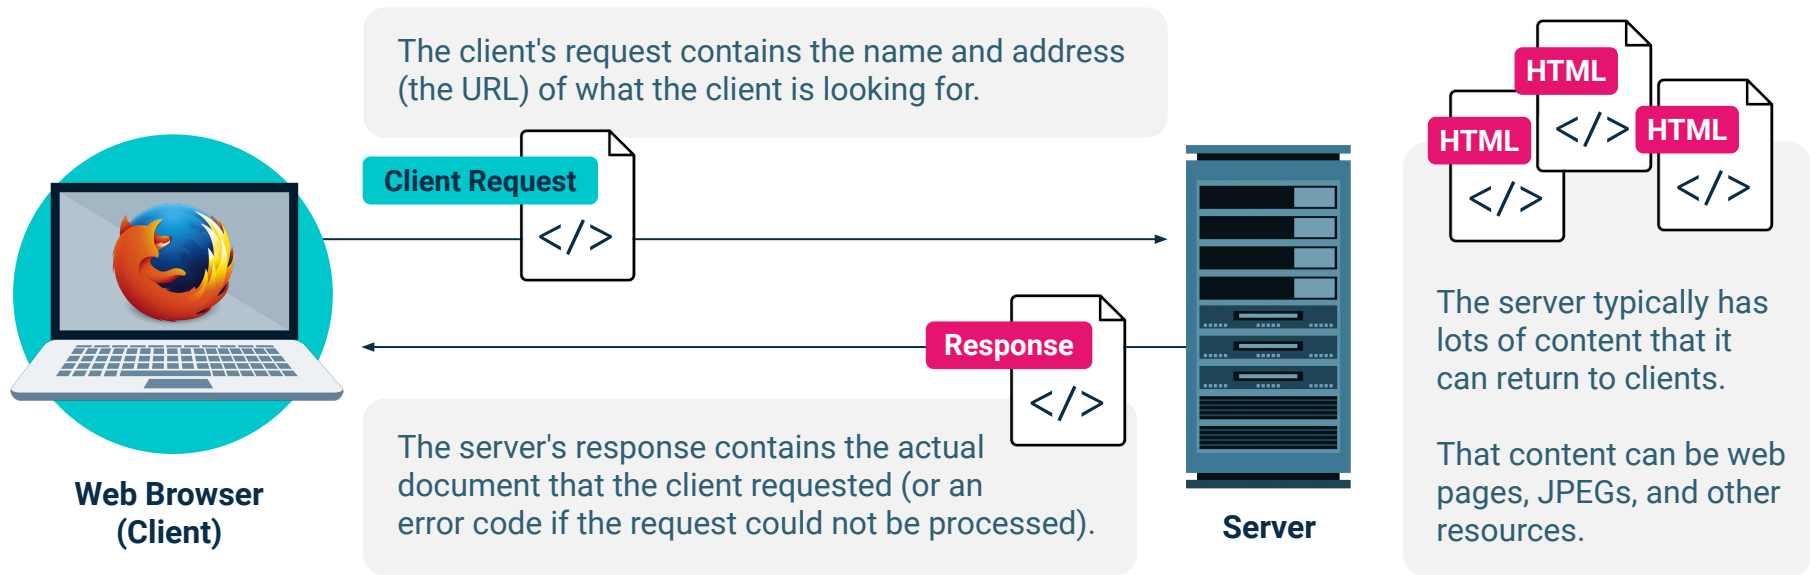 The client's request contains the name and address
(the URL) of what the client is looking for.
Client Request
</>
Response
</>
The server's response contains the actual
document that the client requested (or an
error code if the request could not be processed).
Web Browser
(Client)
Server
HTML
</>
HTML
</>
HTML
</>
The server typically has
lots of content that it
can return to clients.
That content can be web
pages, JPEGs, and other
resources.